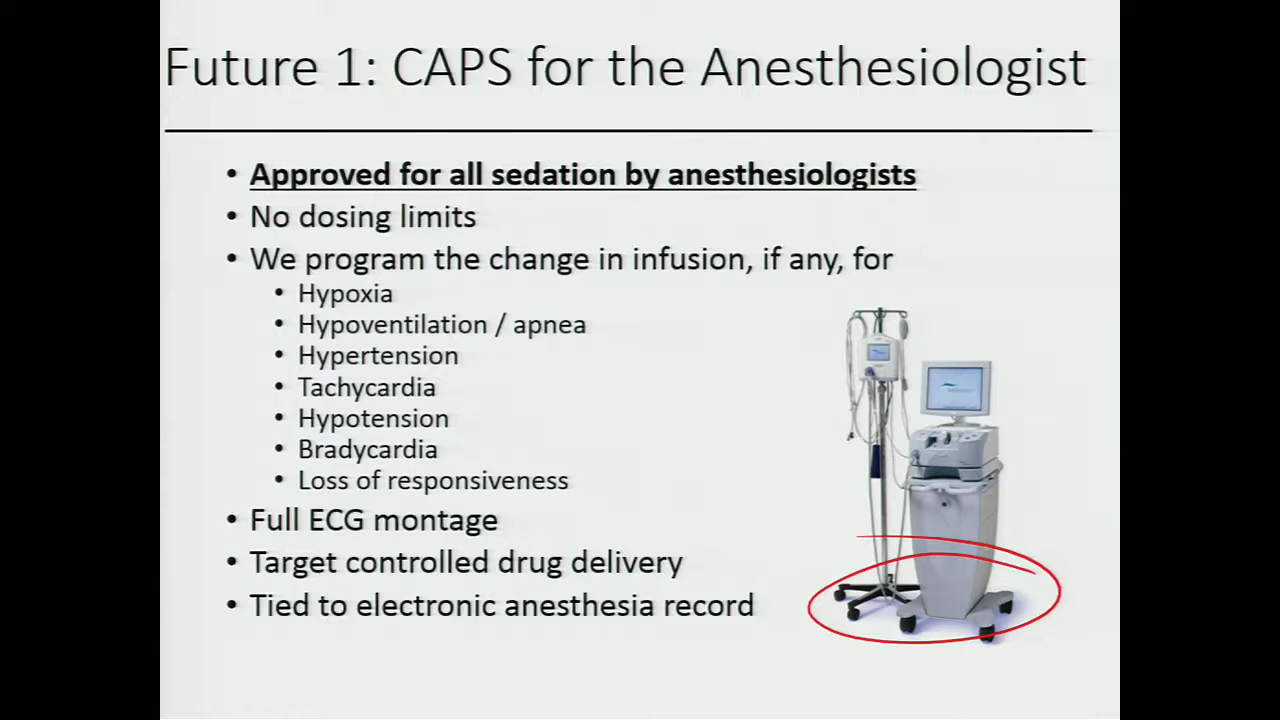 Future 1: CAPS for the Anesthesiologist
• Approved for all sedation by anesthesiologists
• No dosing limits
• We program the change in infusion, if any, for
• Hypoxia
• Hypoventilation / apnea
• Hypertension
• Tachycardia
• Hypotension
• Bradycardia
• Loss of responsiveness
• Full ECG montage
• Target controlled drug delivery
• Tied to electronic anesthesia record